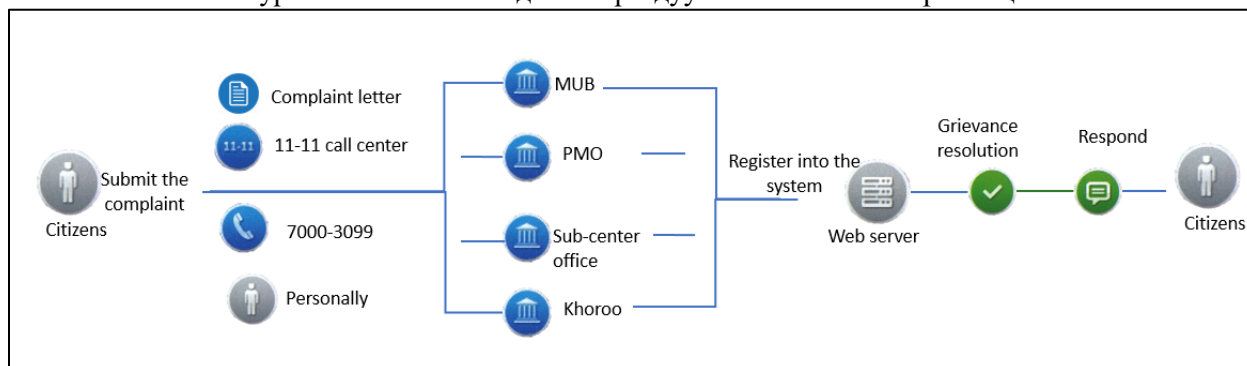 Complaint letter
11-11
11-11 call center
Submit the
complaint
Citizens
7000-3099
Personally
MUB
PMO
Sub-center
office
Khoroo
Register into the
system
Web server
Grievance
resolution
Respond
Citizens